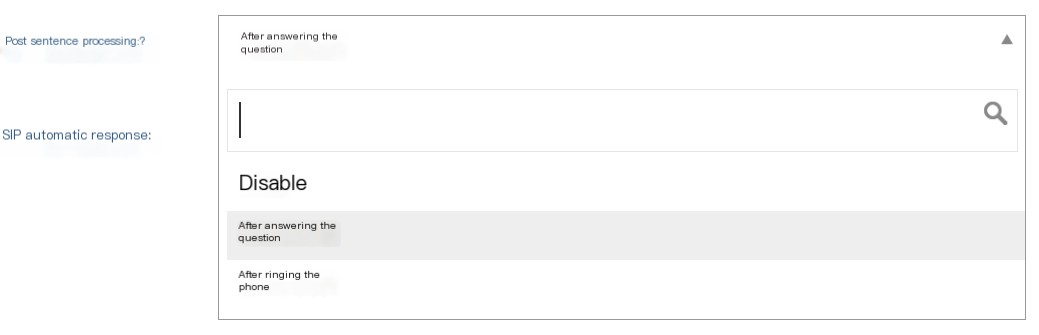 Post sentence processing:?
After answering the
question
SIP automatic response:
Disable
After answering the
question
After ringing the
phone